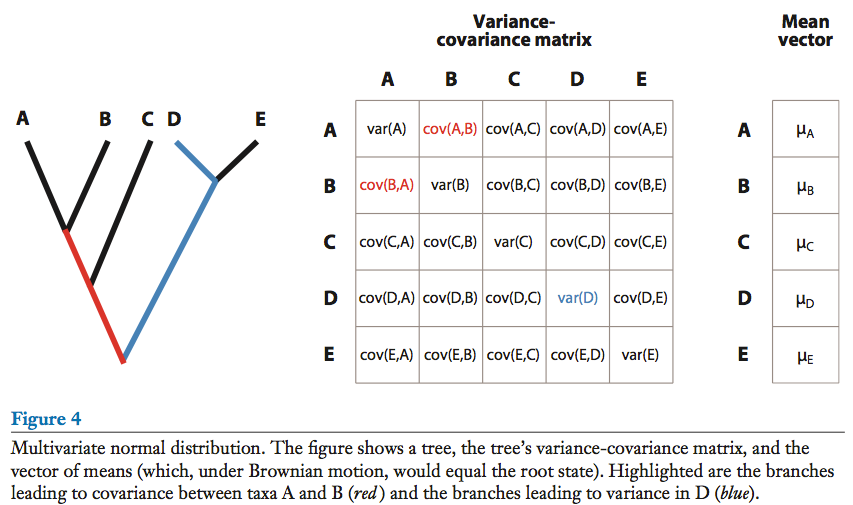 Variance-
covariance matrix
Mean
vector
A B C D E
A B C D E
A var(A) cov(A,B) cov(A,C) cov(A,D) cov(A,E) A μA
B cov(B,A) var(B) cov(B,C) cov(B,D) cov(B,E) B μB
C cov(C,A) cov(C,B) var(C) cov(C,D) cov(C,E) C μC
D cov(D,A) cov(D,B) cov(D,C) var(D) cov(D,E) D μD
E cov(E,A) cov(E,B) cov(E,C) cov(E,D) var(E) E μE
Figure 4
Multivariate normal distribution. The figure shows a tree, the tree's variance-covariance matrix, and the
vector of means (which, under Brownian motion, would equal the root state). Highlighted are the branches
leading to covariance between taxa A and B (red) and the branches leading to variance in D (blue).